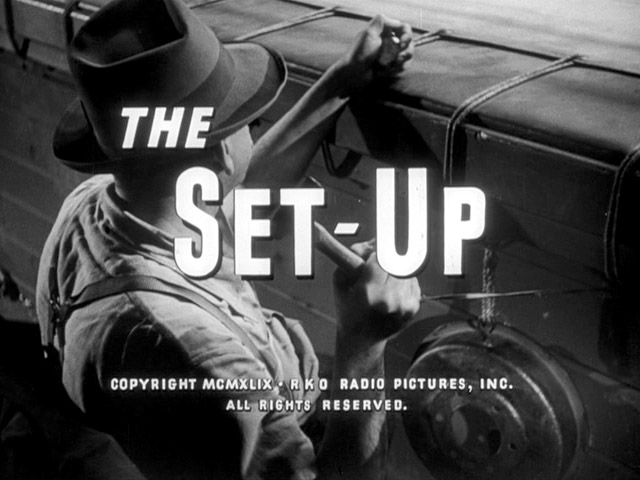 THE
SET-UP
COPYRIGHT MCMXLIX · RKO RADIO PICTURES, INC.
ALL RIGHTS RESERVED.